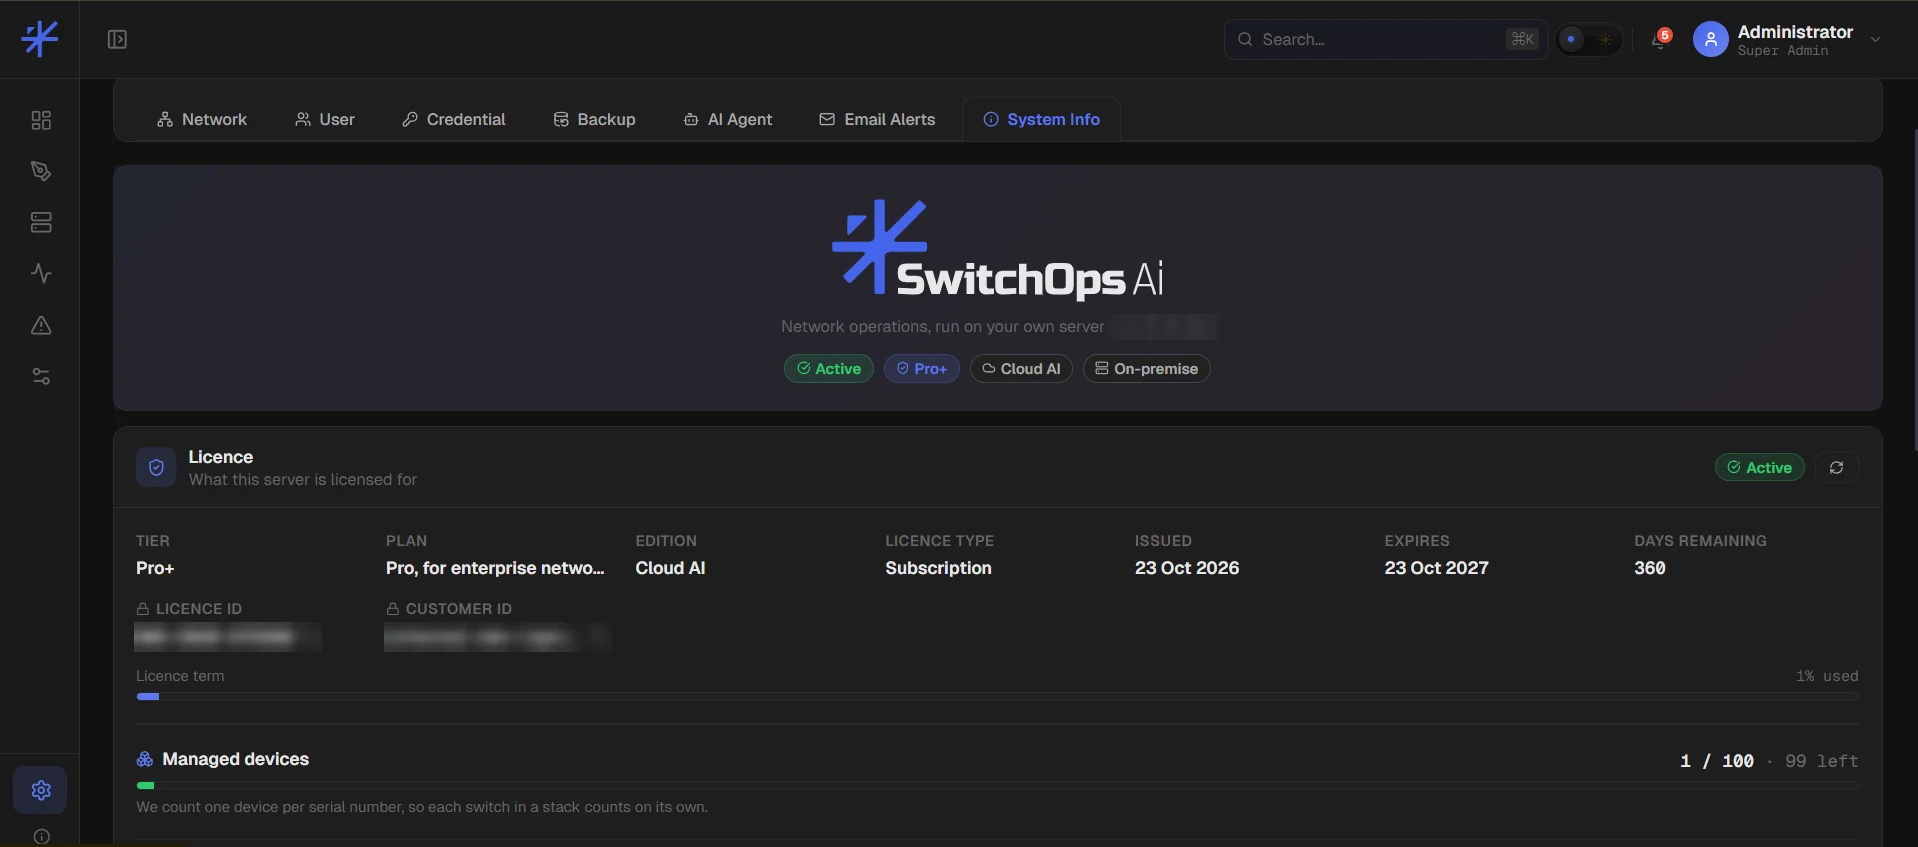 Search...
⌘K
5
Administrator
Super Admin
Network
User
Credential
Backup
AI Agent
Email Alerts
System Info
SwitchOps Ai
Network operations, run on your own server
Active
Pro+
Cloud AI
On-premise
Licence
What this server is licensed for
Active
TIER
PLAN
EDITION
LICENCE TYPE
ISSUED
EXPIRES
DAYS REMAINING
Pro+
Pro, for enterprise netwo...
Cloud AI
Subscription
23 Oct 2026
23 Oct 2027
360
LICENCE ID
CUSTOMER ID
Licence term
1% used
Managed devices
1 / 100 · 99 left
We count one device per serial number, so each switch in a stack counts on its own.